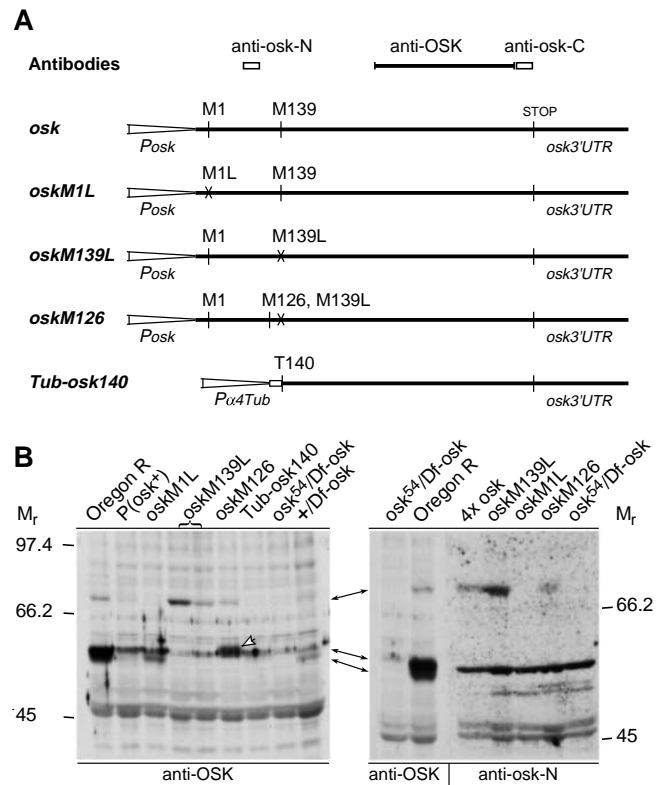 A
anti-osk-N anti-OSK anti-osk-C
Antibodies
M1 M139 STOP
osk
Posk osk3'UTR
M1L M139
oskM1L
Posk osk3'UTR
M1 M139L
oskM139L
Posk osk3'UTR
M1 M126, M139L
oskM126
Posk osk3'UTR
T140
Tub-osk140
Pα4Tub osk3'UTR
B
Oregon R P(osk+) oskM1L oskM139L oskM126 Tub-osk140 osk54/Df-osk +/Df-osk
osk54/Df-osk Oregon R 4x osk oskM139L oskM1L oskM126 osk54/Df-osk
Mr Mr
97.4
66.2 66.2
45 45
anti-OSK anti-OSK anti-osk-N